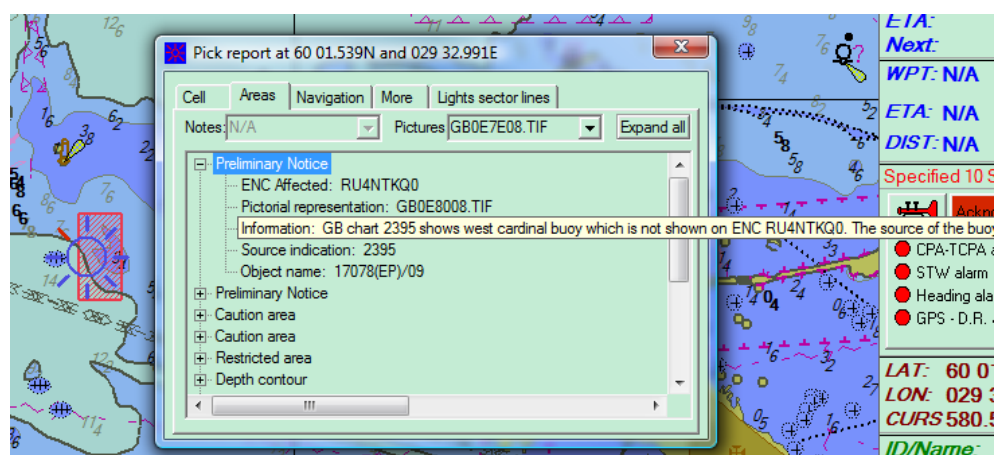 Pick report at 60 01.539N and 029 32.991E
Cell Areas Navigation More Lights sector lines
Notes: N/A Pictures GB0E7E08.TIF Expand all
Preliminary Notice
ENC Affected: RU4NTKQ0
Pictorial representation: GB0E8008.TIF
Information: GB chart 2395 shows west cardinal buoy which is not shown on ENC RU4NTKQ0. The source of the buoy
Source indication: 2395
Object name: 17078(EP)/09
Preliminary Notice
Caution area
Caution area
Restricted area
Depth contour
ETA:
Next:
WPT: N/A
ETA: N/A
DIST: N/A
Specified 10 S
Ackno
CPA-TCPA a
STW alarm
Heading ala
GPS - D.R.
LAT: 60 01
LON: 029 3
CURS 580.5
ID/Name: